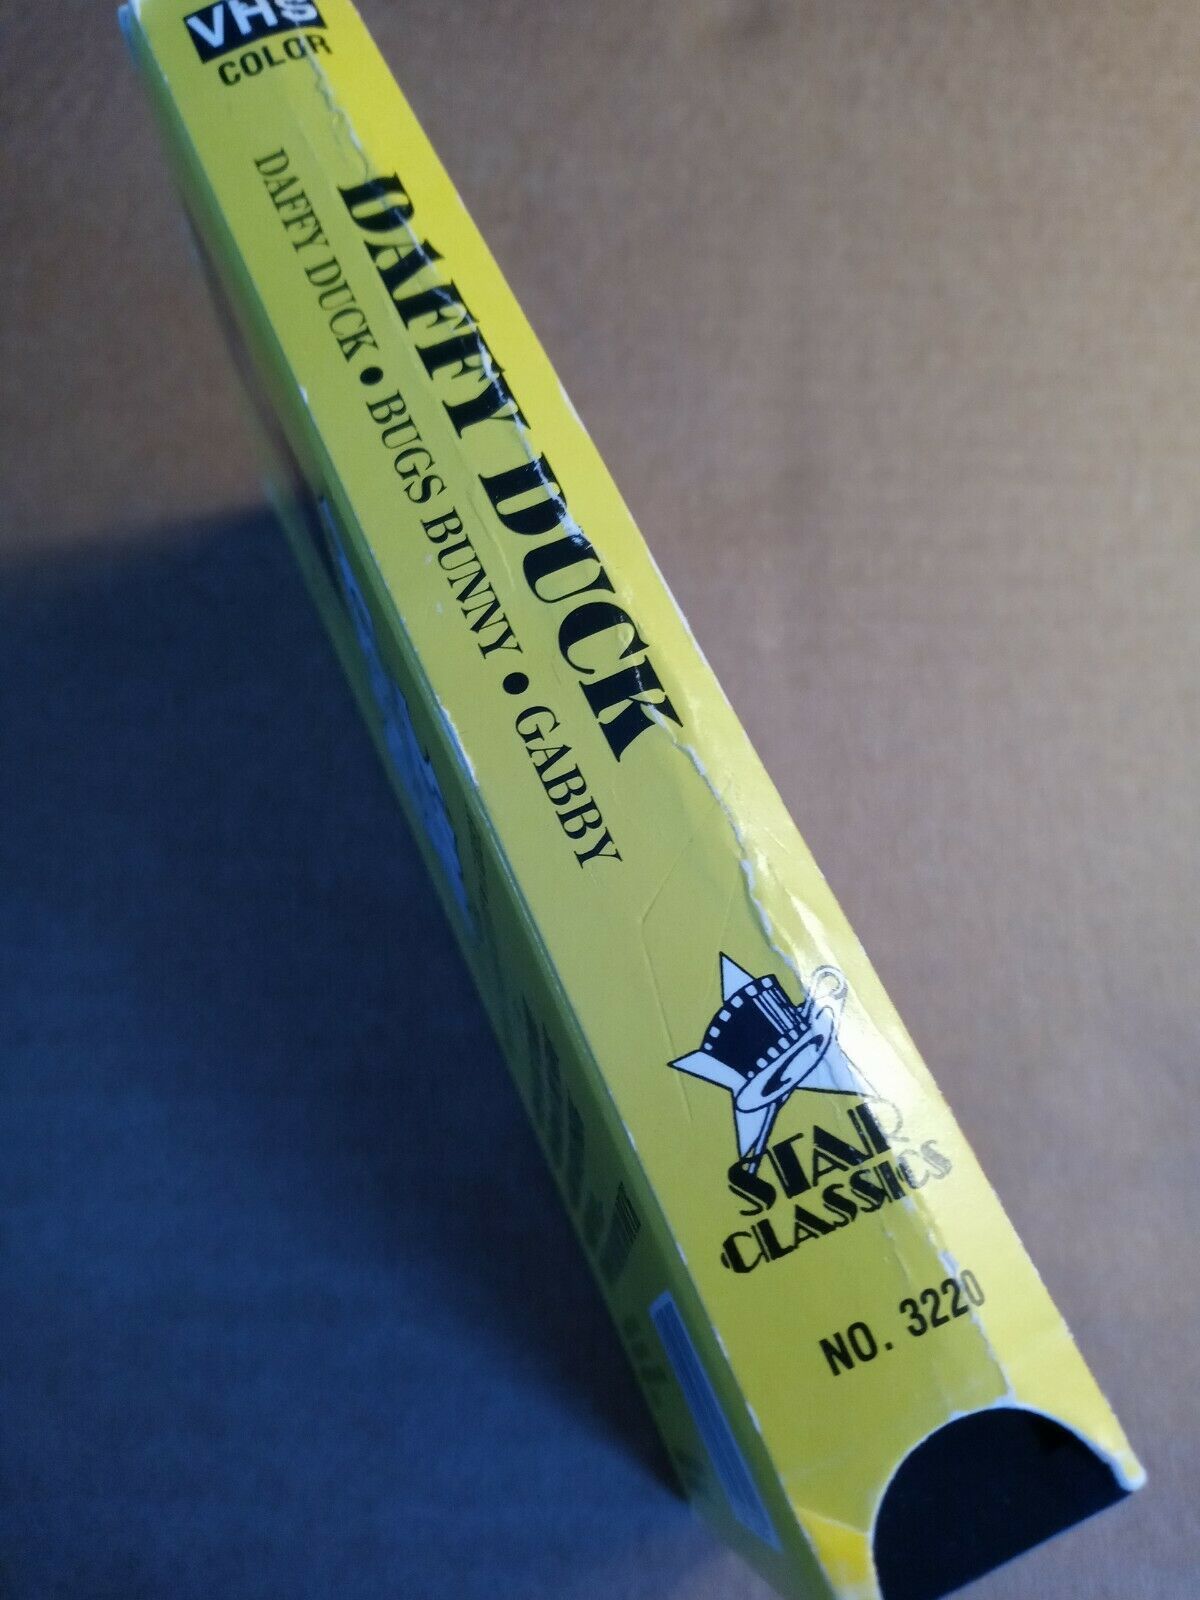 VHS
COLOR
DAFFY DUCK
DAFFY DUCK • BUGS BUNNY • GABBY
STAR
CLASSICS
NO. 3220